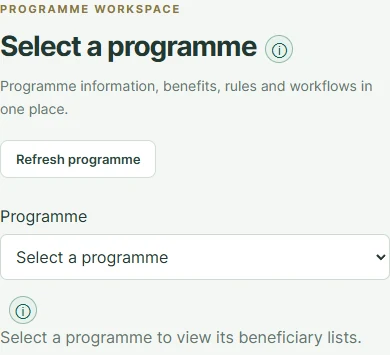 PROGRAMME WORKSPACE
Select a programme ⓘ
Programme information, benefits, rules and workflows in
one place.
Refresh programme
Programme
Select a programme
ⓘ
Select a programme to view its beneficiary lists.